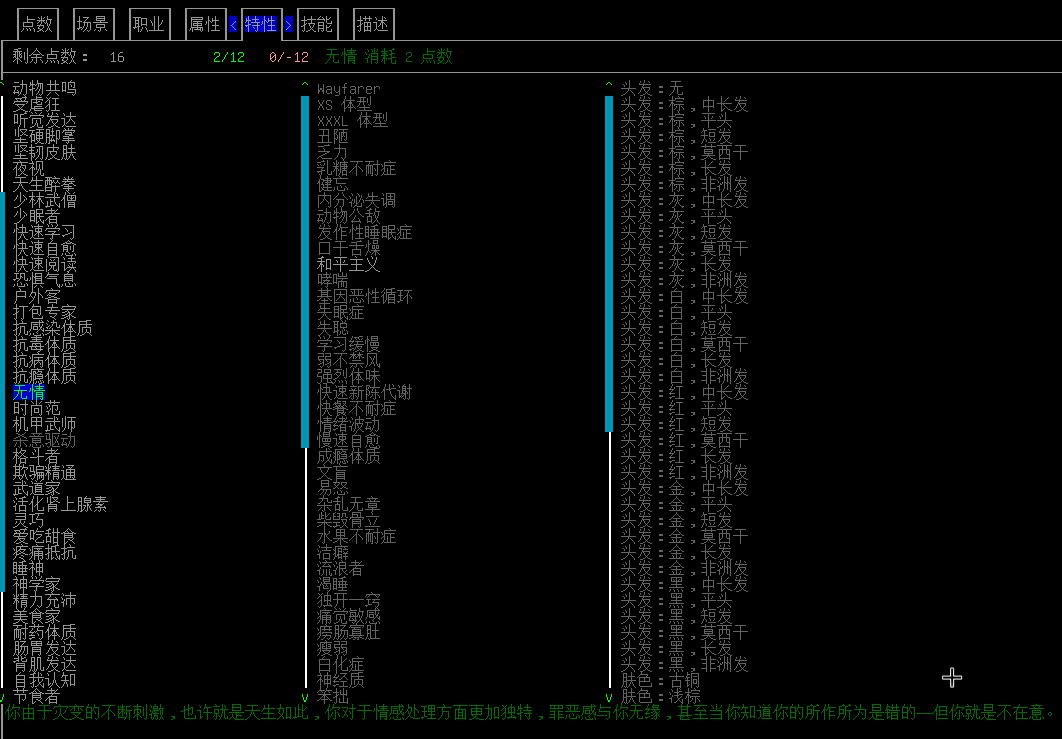 点数 场景 职业 属性 < 特性 > 技能 描述
剩余点数： 16 2/12 0/-12 无情 消耗 2 点数
动物共鸣
受虐狂
听觉发达
坚硬脚掌
坚韧皮肤
夜视
天生醉拳
少林武僧
少眠者
快速学习
快速自愈
快速阅读
恐惧气息
户外客
打包专家
抗感染体质
抗毒体质
抗病体质
抗瘾体质
无情
时尚范
机甲武师
杀意驱动
格斗者
欺骗精通
武道家
活化肾上腺素
灵巧
爱吃甜食
疼痛抵抗
睡神
神学家
精力充沛
美食家
耐药体质
肠胃发达
背肌发达
自我认知
节食者
Wayfarer
XS 体型
XXXL 体型
丑陋
乏力
乳糖不耐症
健忘
内分泌失调
动物公敌
发作性睡眠症
口干舌燥
和平主义
哮喘
基因恶性循环
失眠症
失聪
学习缓慢
弱不禁风
强烈体味
快速新陈代谢
快餐不耐症
情绪波动
慢速自愈
成瘾体质
文盲
易怒
杂乱无章
柴毁骨立
水果不耐症
洁癖
流浪者
渴睡
独开一窍
痛觉敏感
痨肠寡肚
瘦弱
白化症
神经质
笨拙
头发：无
头发：棕，中长发
头发：棕，平头
头发：棕，短发
头发：棕，莫西干
头发：棕，长发
头发：棕，非洲发
头发：灰，中长发
头发：灰，平头
头发：灰，短发
头发：灰，莫西干
头发：灰，长发
头发：灰，非洲发
头发：白，中长发
头发：白，平头
头发：白，短发
头发：白，莫西干
头发：白，长发
头发：白，非洲发
头发：红，中长发
头发：红，平头
头发：红，短发
头发：红，莫西干
头发：红，长发
头发：红，非洲发
头发：金，中长发
头发：金，平头
头发：金，短发
头发：金，莫西干
头发：金，长发
头发：金，非洲发
头发：黑，中长发
头发：黑，平头
头发：黑，短发
头发：黑，莫西干
头发：黑，长发
头发：黑，非洲发
肤色：古铜
肤色：浅棕
你由于灾变的不断刺激，也许就是天生如此，你对于情感处理方面更加独特，罪恶感与你无缘，甚至当你知道你的所作所为是错的——但你就是不在意。